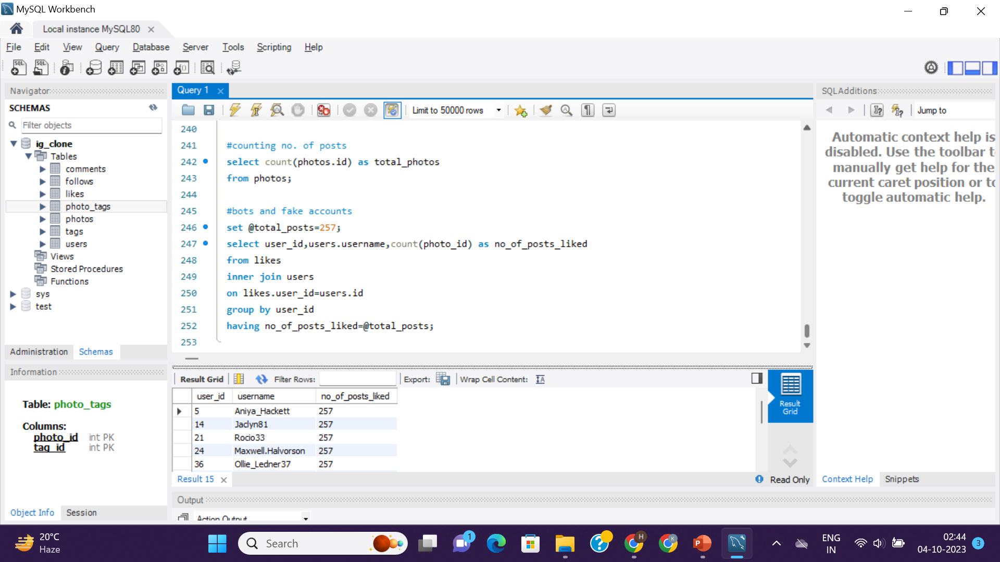 MySQL Workbench
Local instance MySQL80
File Edit View Query Database Server Tools Scripting Help
Navigator
SCHEMAS
Filter objects
ig_clone
Tables
comments
follows
likes
photo_tags
photos
tags
users
Views
Stored Procedures
Functions
sys
test
Administration Schemas
Information
Table: photo_tags
Columns:
photo_id int PK
tag_id int PK
Object Info Session
Query 1
Limit to 50000 rows
240
241 #counting no. of posts
242 select count(photos.id) as total_photos
243 from photos;
244
245 #bots and fake accounts
246 set @total_posts=257;
247 select user_id,users.username,count(photo_id) as no_of_posts_liked
248 from likes
249 inner join users
250 on likes.user_id=users.id
251 group by user_id
252 having no_of_posts_liked=@total_posts;
253
Result Grid Filter Rows: Export: Wrap Cell Content:
user_id username no_of_posts_liked
5 Aniya_Hackett 257
14 Jaclyn81 257
21 Rocio33 257
24 Maxwell.Halvorson 257
36 Ollie_Ledner37 257
Result Grid
Result 15
Read Only
Output
Action Output
SQLAdditions
Jump to
Automatic context help is
disabled. Use the toolbar
manually get help for the
current caret position or
toggle automatic help.
Context Help Snippets
20°C
Haze
Search
1
H
K
P
ENG
IN
02:44
04-10-2023
3